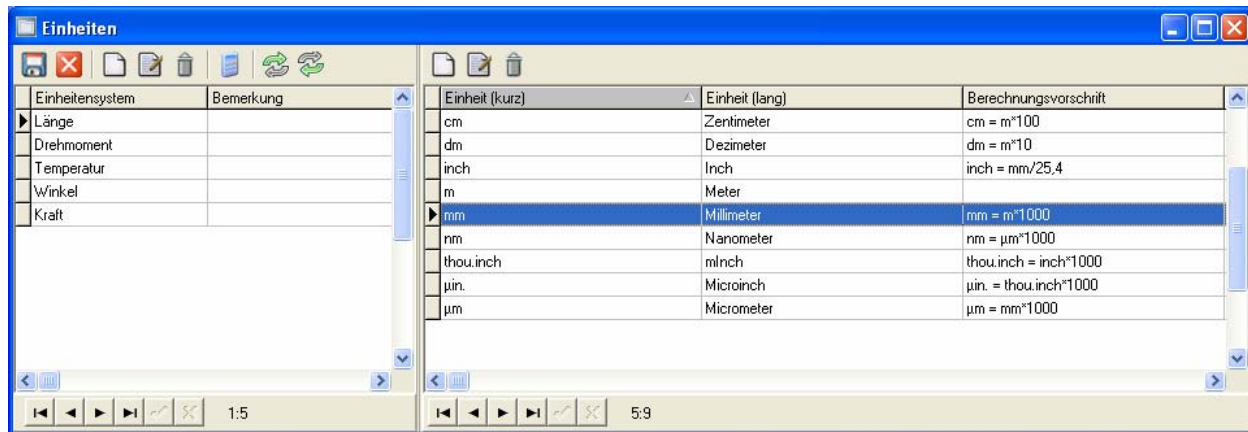 Einheiten
Einheitensystem Bemerkung
Länge
Drehmoment
Temperatur
Winkel
Kraft
1:5
Einheit (kurz) Einheit (lang) Berechnungsvorschrift
cm Zentimeter cm = m*100
dm Dezimeter dm = m*10
inch Inch inch = mm/25,4
m Meter
mm Millimeter mm = m*1000
nm Nanometer nm = µm*1000
thou.inch mInch thou.inch = inch*1000
µin. Microinch µin. = thou.inch*1000
µm Micrometer µm = mm*1000
5:9